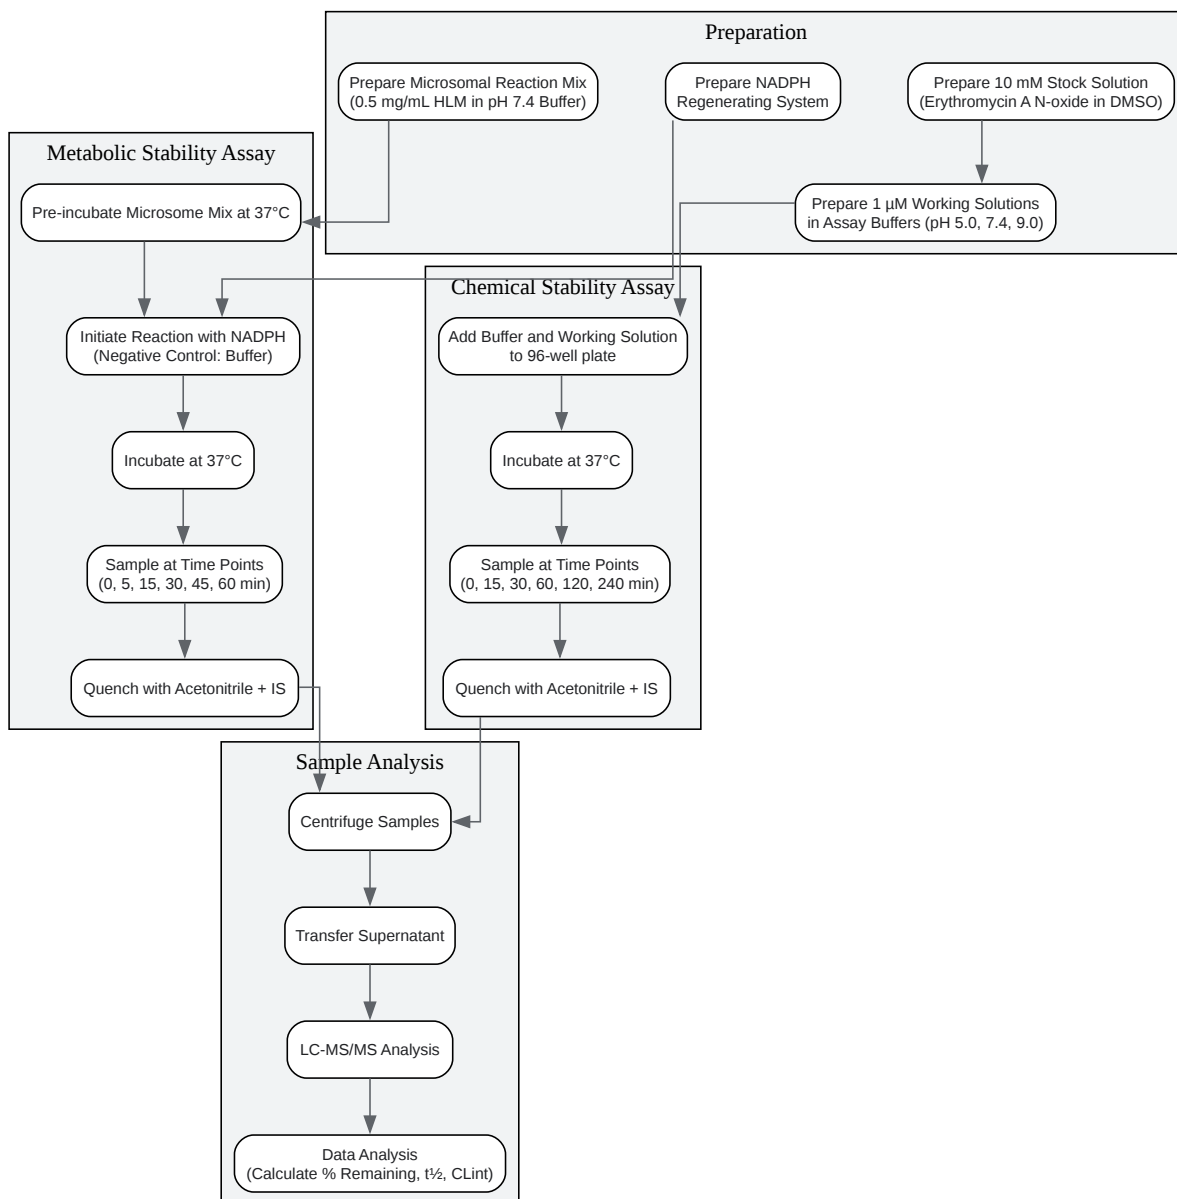 Preparation
Prepare Microsomal Reaction Mix
(0.5 mg/mL HLM in pH 7.4 Buffer)
Prepare NADPH
Regenerating System
Prepare 10 mM Stock Solution
(Erythromycin A N-oxide in DMSO)
Prepare 1 µM Working Solutions
in Assay Buffers (pH 5.0, 7.4, 9.0)
Metabolic Stability Assay
Pre-incubate Microsome Mix at 37°C
Initiate Reaction with NADPH
(Negative Control: Buffer)
Incubate at 37°C
Sample at Time Points
(0, 5, 15, 30, 45, 60 min)
Quench with Acetonitrile + IS
Chemical Stability Assay
Add Buffer and Working Solution
to 96-well plate
Incubate at 37°C
Sample at Time Points
(0, 15, 30, 60, 120, 240 min)
Quench with Acetonitrile + IS
Sample Analysis
Centrifuge Samples
Transfer Supernatant
LC-MS/MS Analysis
Data Analysis
(Calculate % Remaining, t½, CLint)